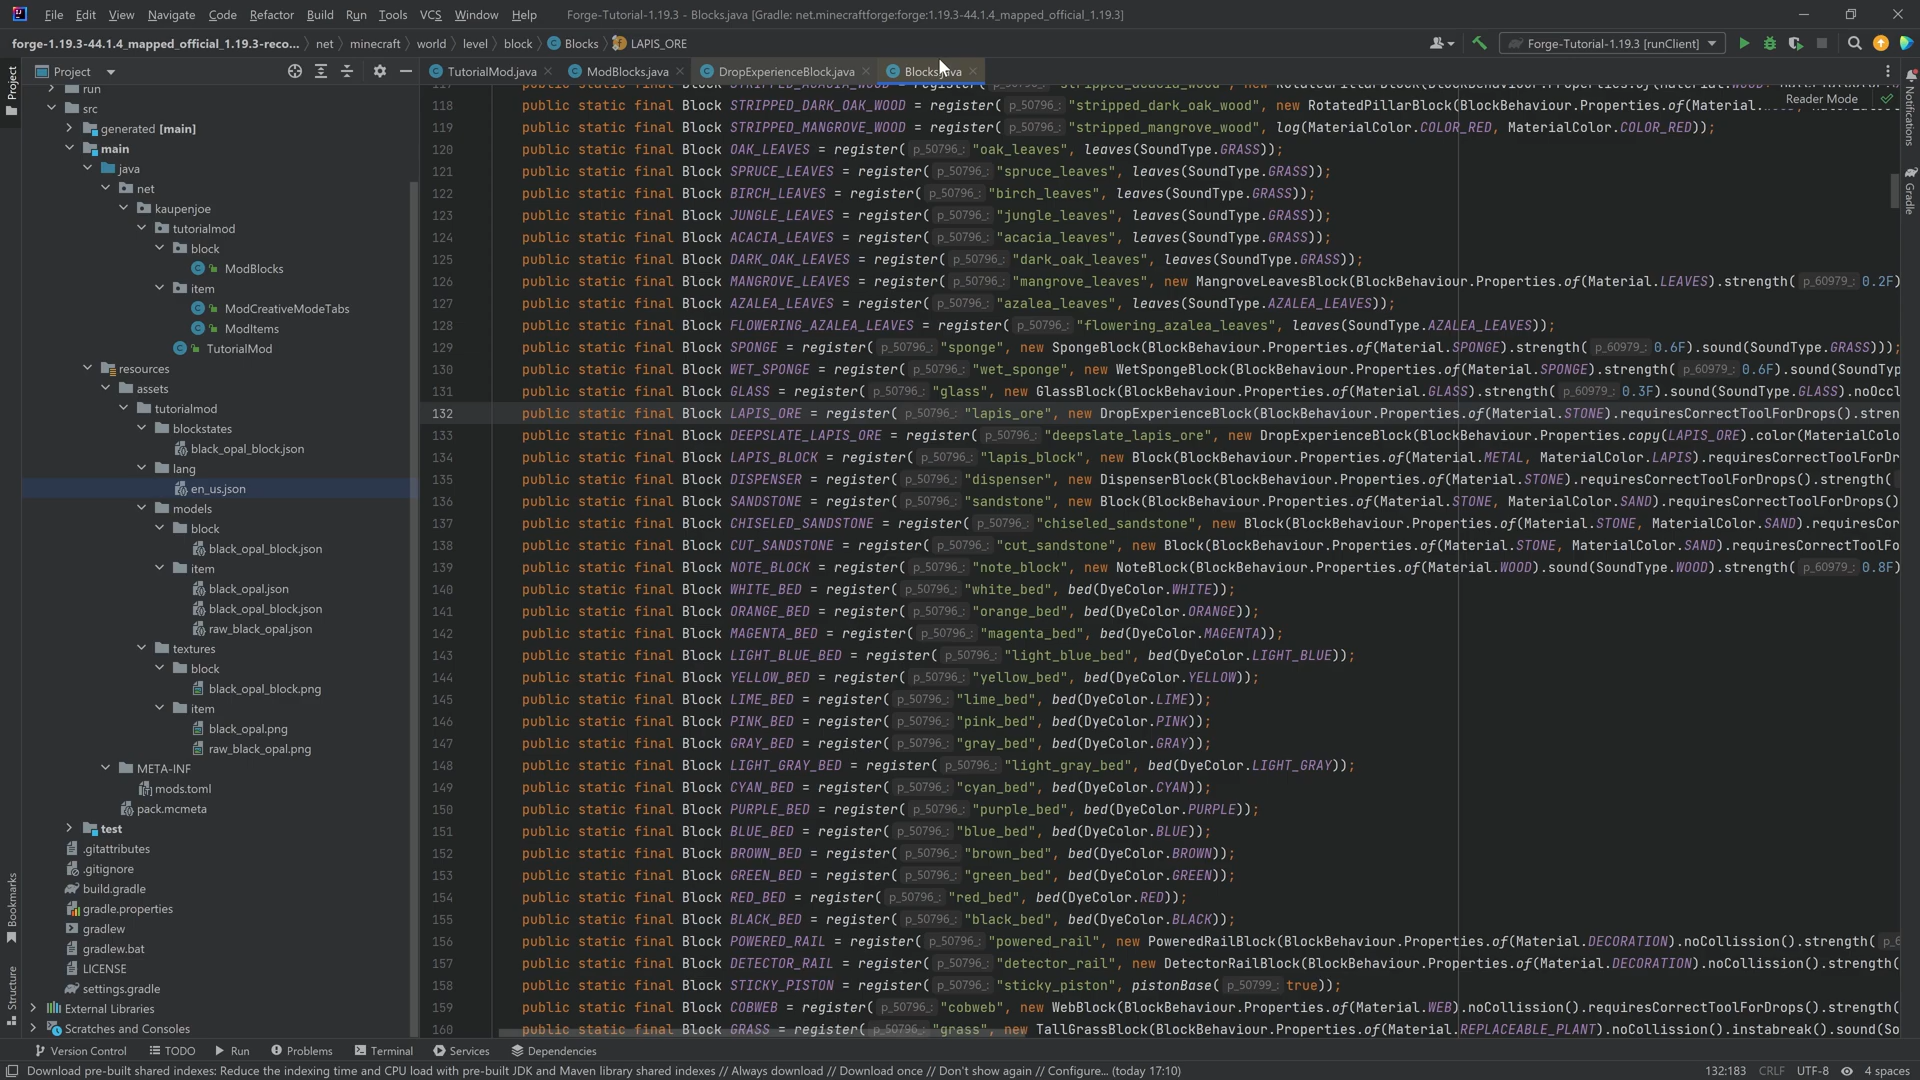 File Edit View Navigate Code Refactor Build Run Tools VCS Window Help Forge-Tutorial-1.19.3 - Blocks.java [Gradle: net.minecraftforge:forge:1.19.3-44.1.4_mapped_official_1.19.3]
forge-1.19.3-44.1.4_mapped_official_1.19.3-reco... net minecraft world level block Blocks LAPIS_ORE Forge-Tutorial-1.19.3 [runClient]
Project TutorialMod.java ModBlocks.java DropExperienceBlock.java Blocks.java
Project
Notifications
Gradle
Bookmarks
Structure
Reader Mode
run
src
generated [main]
main
java
net
kaupenjoe
tutorialmod
block
ModBlocks
item
ModCreativeModeTabs
ModItems
TutorialMod
resources
assets
tutorialmod
blockstates
black_opal_block.json
lang
en_us.json
models
block
black_opal_block.json
item
black_opal.json
black_opal_block.json
raw_black_opal.json
textures
block
black_opal_block.png
item
black_opal.png
raw_black_opal.png
META-INF
mods.toml
pack.mcmeta
test
.gitattributes
.gitignore
build.gradle
gradle.properties
gradlew
gradlew.bat
LICENSE
settings.gradle
External Libraries
Scratches and Consoles
118 public static final Block STRIPPED_DARK_OAK_WOOD = register( p_50796_: "stripped_dark_oak_wood", new RotatedPillarBlock(BlockBehaviour.Properties.of(Material.
119 public static final Block STRIPPED_MANGROVE_WOOD = register( p_50796_: "stripped_mangrove_wood", log(MaterialColor.COLOR_RED, MaterialColor.COLOR_RED));
120 public static final Block OAK_LEAVES = register( p_50796_: "oak_leaves", leaves(SoundType.GRASS));
121 public static final Block SPRUCE_LEAVES = register( p_50796_: "spruce_leaves", leaves(SoundType.GRASS));
122 public static final Block BIRCH_LEAVES = register( p_50796_: "birch_leaves", leaves(SoundType.GRASS));
123 public static final Block JUNGLE_LEAVES = register( p_50796_: "jungle_leaves", leaves(SoundType.GRASS));
124 public static final Block ACACIA_LEAVES = register( p_50796_: "acacia_leaves", leaves(SoundType.GRASS));
125 public static final Block DARK_OAK_LEAVES = register( p_50796_: "dark_oak_leaves", leaves(SoundType.GRASS));
126 public static final Block MANGROVE_LEAVES = register( p_50796_: "mangrove_leaves", new MangroveLeavesBlock(BlockBehaviour.Properties.of(Material.LEAVES).strength( p_60979_: 0.2F)
127 public static final Block AZALEA_LEAVES = register( p_50796_: "azalea_leaves", leaves(SoundType.AZALEA_LEAVES));
128 public static final Block FLOWERING_AZALEA_LEAVES = register( p_50796_: "flowering_azalea_leaves", leaves(SoundType.AZALEA_LEAVES));
129 public static final Block SPONGE = register( p_50796_: "sponge", new SpongeBlock(BlockBehaviour.Properties.of(Material.SPONGE).strength( p_60979_: 0.6F).sound(SoundType.GRASS)));
130 public static final Block WET_SPONGE = register( p_50796_: "wet_sponge", new WetSpongeBlock(BlockBehaviour.Properties.of(Material.SPONGE).strength( p_60979_: 0.6F).sound(SoundTyp
131 public static final Block GLASS = register( p_50796_: "glass", new GlassBlock(BlockBehaviour.Properties.of(Material.GLASS).strength( p_60979_: 0.3F).sound(SoundType.GLASS).noOccl
132 public static final Block LAPIS_ORE = register( p_50796_: "lapis_ore", new DropExperienceBlock(BlockBehaviour.Properties.of(Material.STONE).requiresCorrectToolForDrops().stren
133 public static final Block DEEPSLATE_LAPIS_ORE = register( p_50796_: "deepslate_lapis_ore", new DropExperienceBlock(BlockBehaviour.Properties.copy(LAPIS_ORE).color(MaterialColo
134 public static final Block LAPIS_BLOCK = register( p_50796_: "lapis_block", new Block(BlockBehaviour.Properties.of(Material.METAL, MaterialColor.LAPIS).requiresCorrectToolForDr
135 public static final Block DISPENSER = register( p_50796_: "dispenser", new DispenserBlock(BlockBehaviour.Properties.of(Material.STONE).requiresCorrectToolForDrops().strength(
136 public static final Block SANDSTONE = register( p_50796_: "sandstone", new Block(BlockBehaviour.Properties.of(Material.STONE, MaterialColor.SAND).requiresCorrectToolForDrops()
137 public static final Block CHISELED_SANDSTONE = register( p_50796_: "chiseled_sandstone", new Block(BlockBehaviour.Properties.of(Material.STONE, MaterialColor.SAND).requiresCor
138 public static final Block CUT_SANDSTONE = register( p_50796_: "cut_sandstone", new Block(BlockBehaviour.Properties.of(Material.STONE, MaterialColor.SAND).requiresCorrectToolFo
139 public static final Block NOTE_BLOCK = register( p_50796_: "note_block", new NoteBlock(BlockBehaviour.Properties.of(Material.WOOD).sound(SoundType.WOOD).strength( p_60979_: 0.8F)
140 public static final Block WHITE_BED = register( p_50796_: "white_bed", bed(DyeColor.WHITE));
141 public static final Block ORANGE_BED = register( p_50796_: "orange_bed", bed(DyeColor.ORANGE));
142 public static final Block MAGENTA_BED = register( p_50796_: "magenta_bed", bed(DyeColor.MAGENTA));
143 public static final Block LIGHT_BLUE_BED = register( p_50796_: "light_blue_bed", bed(DyeColor.LIGHT_BLUE));
144 public static final Block YELLOW_BED = register( p_50796_: "yellow_bed", bed(DyeColor.YELLOW));
145 public static final Block LIME_BED = register( p_50796_: "lime_bed", bed(DyeColor.LIME));
146 public static final Block PINK_BED = register( p_50796_: "pink_bed", bed(DyeColor.PINK));
147 public static final Block GRAY_BED = register( p_50796_: "gray_bed", bed(DyeColor.GRAY));
148 public static final Block LIGHT_GRAY_BED = register( p_50796_: "light_gray_bed", bed(DyeColor.LIGHT_GRAY));
149 public static final Block CYAN_BED = register( p_50796_: "cyan_bed", bed(DyeColor.CYAN));
150 public static final Block PURPLE_BED = register( p_50796_: "purple_bed", bed(DyeColor.PURPLE));
151 public static final Block BLUE_BED = register( p_50796_: "blue_bed", bed(DyeColor.BLUE));
152 public static final Block BROWN_BED = register( p_50796_: "brown_bed", bed(DyeColor.BROWN));
153 public static final Block GREEN_BED = register( p_50796_: "green_bed", bed(DyeColor.GREEN));
154 public static final Block RED_BED = register( p_50796_: "red_bed", bed(DyeColor.RED));
155 public static final Block BLACK_BED = register( p_50796_: "black_bed", bed(DyeColor.BLACK));
156 public static final Block POWERED_RAIL = register( p_50796_: "powered_rail", new PoweredRailBlock(BlockBehaviour.Properties.of(Material.DECORATION).noCollission().strength( p_6
157 public static final Block DETECTOR_RAIL = register( p_50796_: "detector_rail", new DetectorRailBlock(BlockBehaviour.Properties.of(Material.DECORATION).noCollission().strength(
158 public static final Block STICKY_PISTON = register( p_50796_: "sticky_piston", pistonBase( p_50799_: true));
159 public static final Block COBWEB = register( p_50796_: "cobweb", new WebBlock(BlockBehaviour.Properties.of(Material.WEB).noCollission().requiresCorrectToolForDrops().strength(
160 public static final Block GRASS = register( p_50796_: "grass", new TallGrassBlock(BlockBehaviour.Properties.of(Material.REPLACEABLE_PLANT).noCollission().instabreak().sound(So
Version Control TODO Run Problems Terminal Services Dependencies
Download pre-built shared indexes: Reduce the indexing time and CPU load with pre-built JDK and Maven library shared indexes // Always download // Download once // Don't show again // Configure... (today 17:10) 132:183 CRLF UTF-8 4 spaces